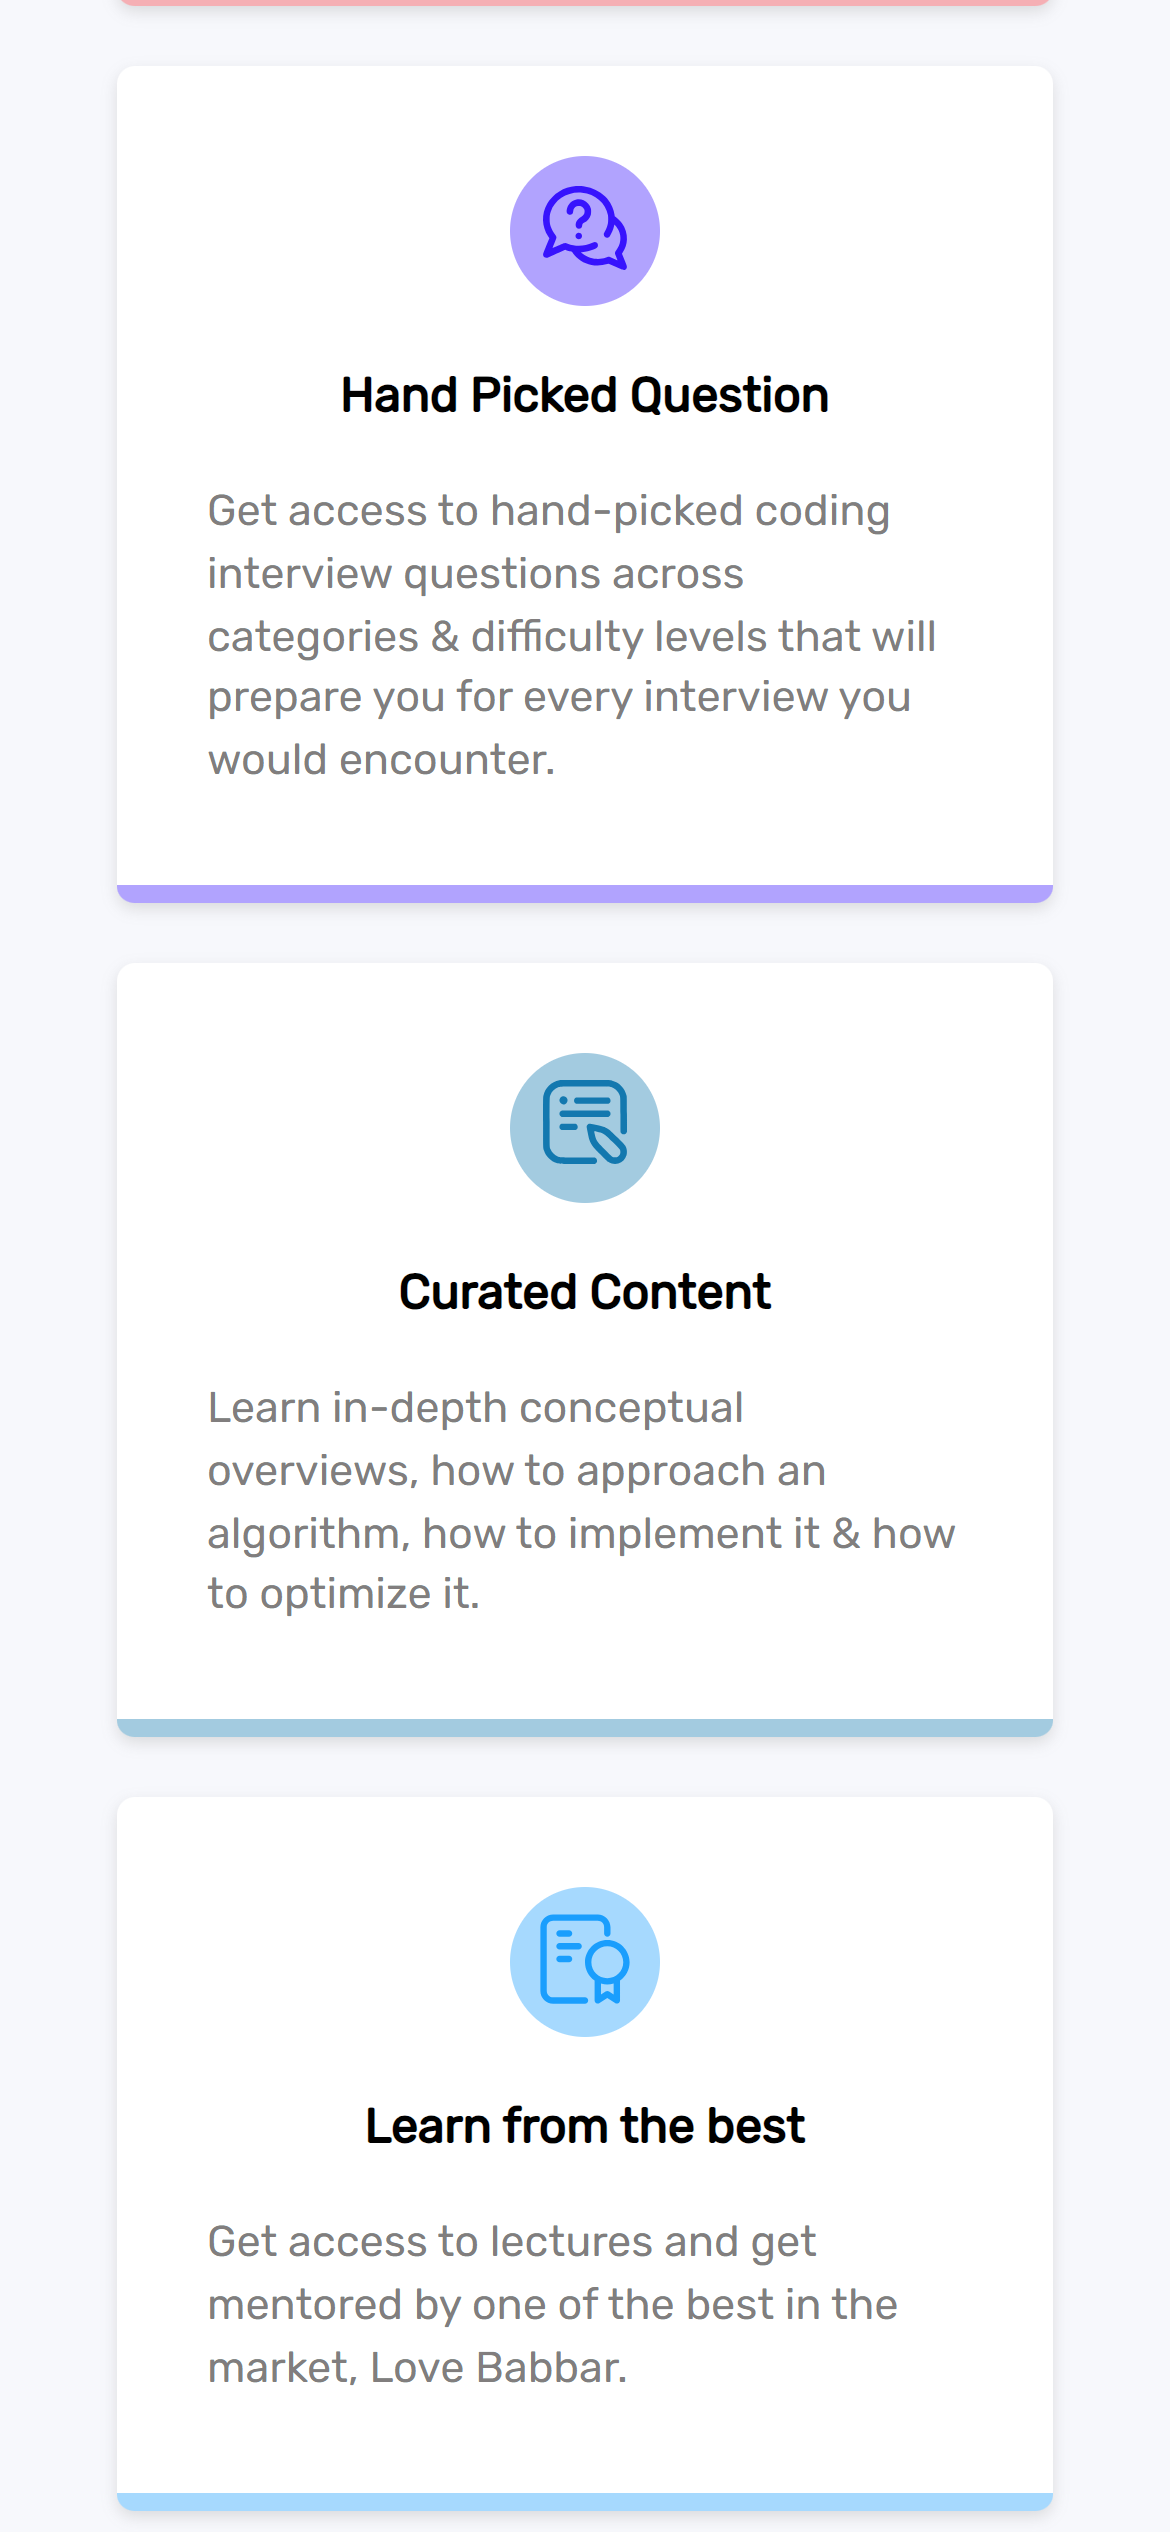 Hand Picked Question
Get access to hand-picked coding
interview questions across
categories & difficulty levels that will
prepare you for every interview you
would encounter.
Curated Content
Learn in-depth conceptual
overviews, how to approach an
algorithm, how to implement it & how
to optimize it.
Learn from the best
Get access to lectures and get
mentored by one of the best in the
market, Love Babbar.